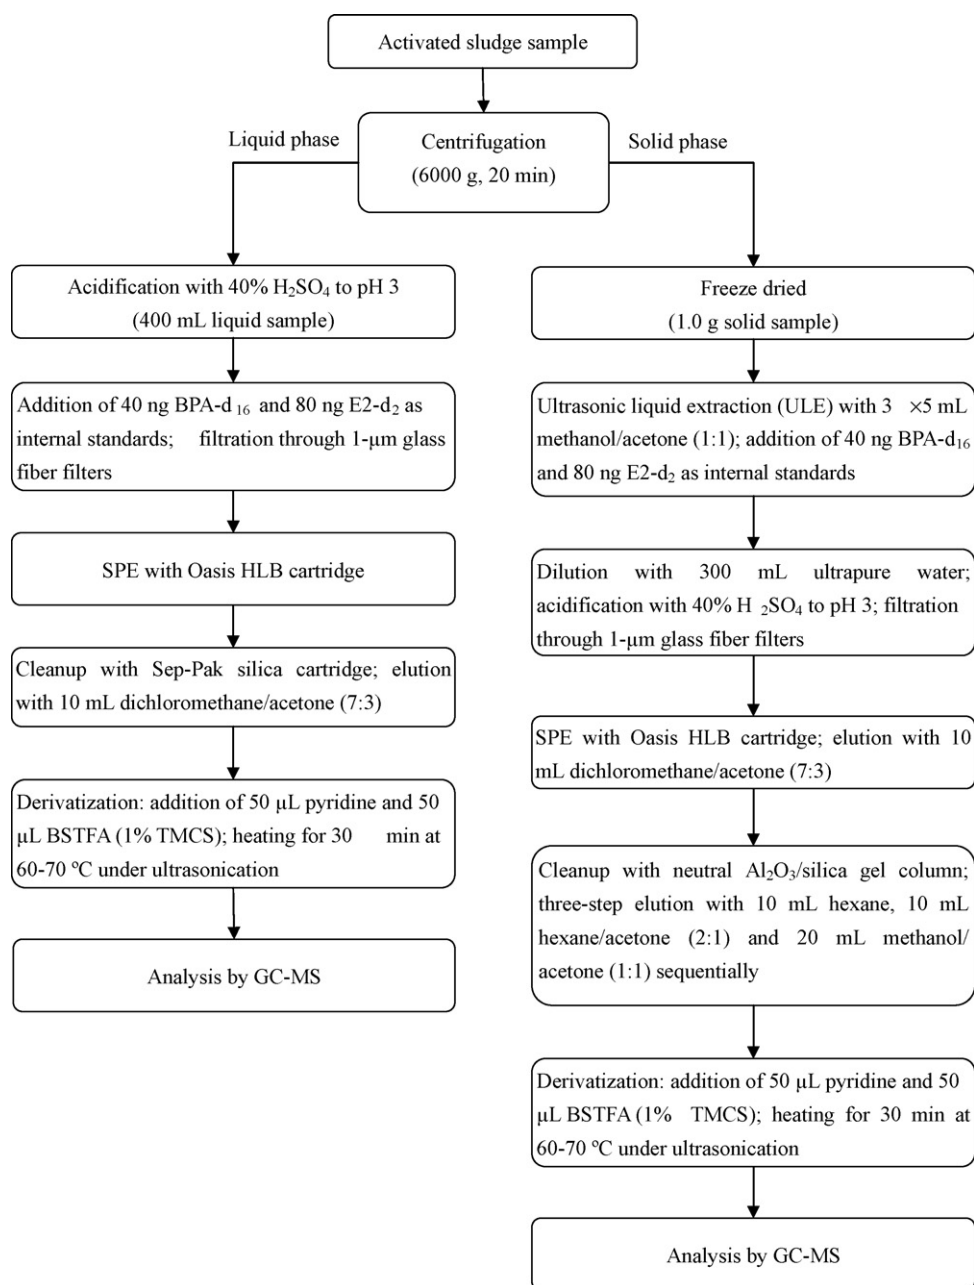 Activated sludge sample
Liquid phase
Centrifugation
(6000 g, 20 min)
Solid phase
Acidification with 40% H₂SO₄ to pH 3
(400 mL liquid sample)
Addition of 40 ng BPA-d₁₆ and 80 ng E2-d₂ as
internal standards; filtration through 1-μm glass
fiber filters
SPE with Oasis HLB cartridge
Cleanup with Sep-Pak silica cartridge; elution
with 10 mL dichloromethane/acetone (7:3)
Derivatization: addition of 50 μL pyridine and 50
μL BSTFA (1% TMCS); heating for 30 min at
60-70 ºC under ultrasonication
Analysis by GC-MS
Freeze dried
(1.0 g solid sample)
Ultrasonic liquid extraction (ULE) with 3 ×5 mL
methanol/acetone (1:1); addition of 40 ng BPA-d₁₆
and 80 ng E2-d₂ as internal standards
Dilution with 300 mL ultrapure water;
acidification with 40% H ₂SO₄ to pH 3; filtration
through 1-μm glass fiber filters
SPE with Oasis HLB cartridge; elution with 10
mL dichloromethane/acetone (7:3)
Cleanup with neutral Al₂O₃/silica gel column;
three-step elution with 10 mL hexane, 10 mL
hexane/acetone (2:1) and 20 mL methanol/
acetone (1:1) sequentially
Derivatization: addition of 50 μL pyridine and 50
μL BSTFA (1% TMCS); heating for 30 min at
60-70 ºC under ultrasonication
Analysis by GC-MS